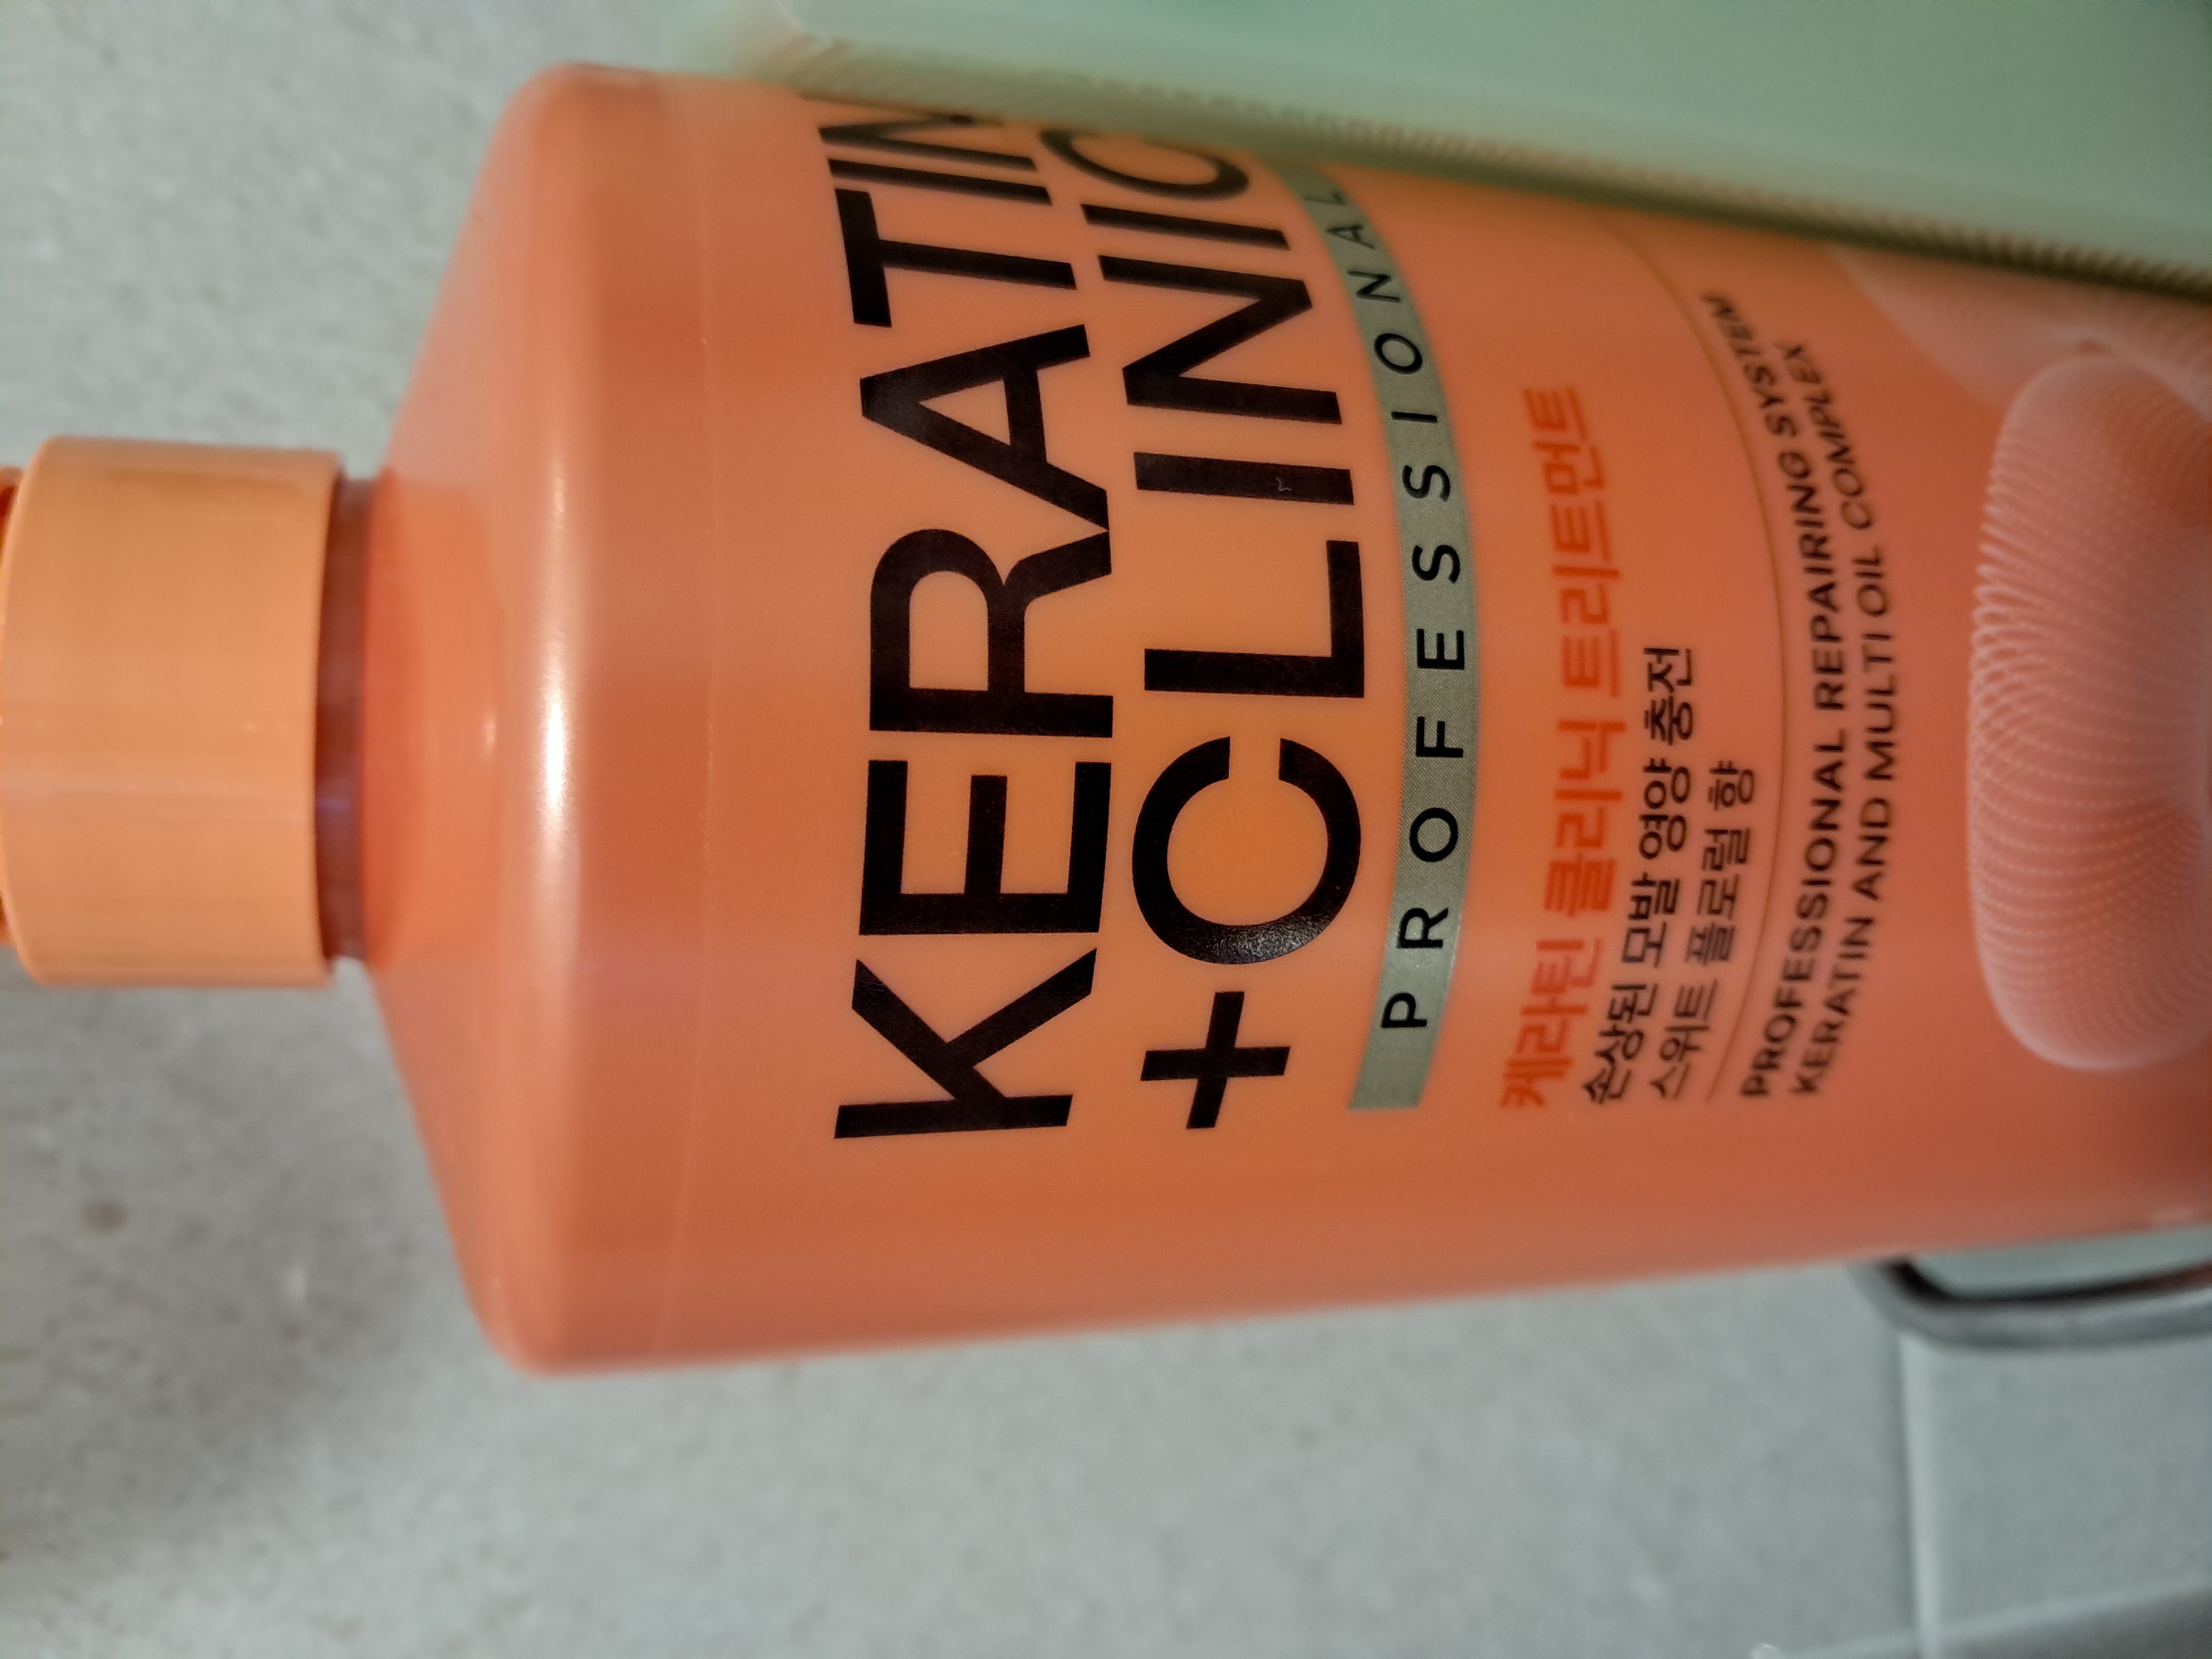 KERATIN
+CLINIC
PROFESSIONAL
케라틴 클리닉 트리트먼트
손상된 모발 영양 충전
스위트 플로럴 향
PROFESSIONAL REPAIRING SYSTEM
KERATIN AND MULTI OIL COMPLEX